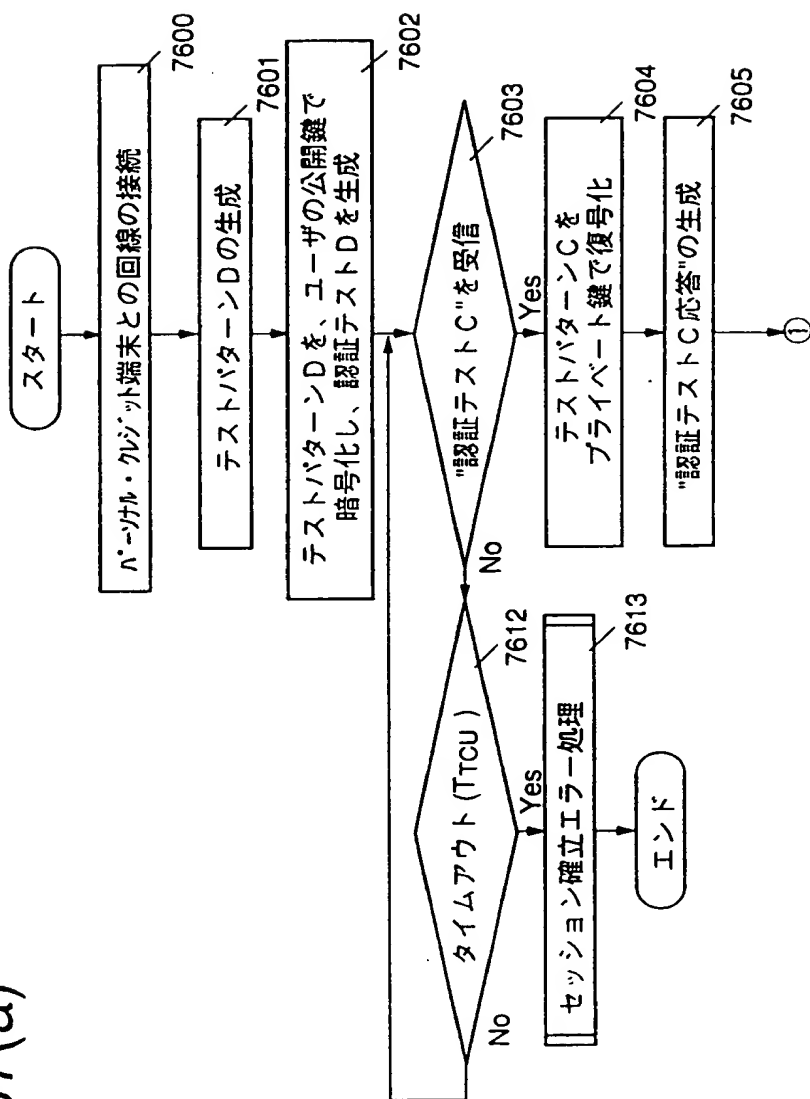 スタート
パーソナル・クレジット端末との回線の接続
7600
テストパターンDの生成
7601
テストパターンDを、ユーザの公開鍵で
暗号化し、認証テストDを生成
7602
"認証テストC"を受信
7603
Yes
No
テストパターンCを
プライベート鍵で復号化
7604
"認証テストC応答"の生成
7605
①
タイムアウト(TTCU)
7612
Yes
No
セッション確立エラー処理
7613
エンド
(a)